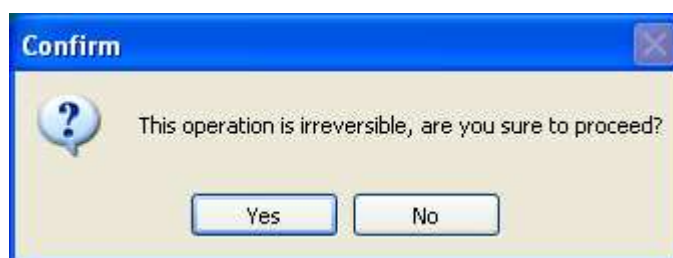 Confirm
This operation is irreversible, are you sure to proceed?
Yes No